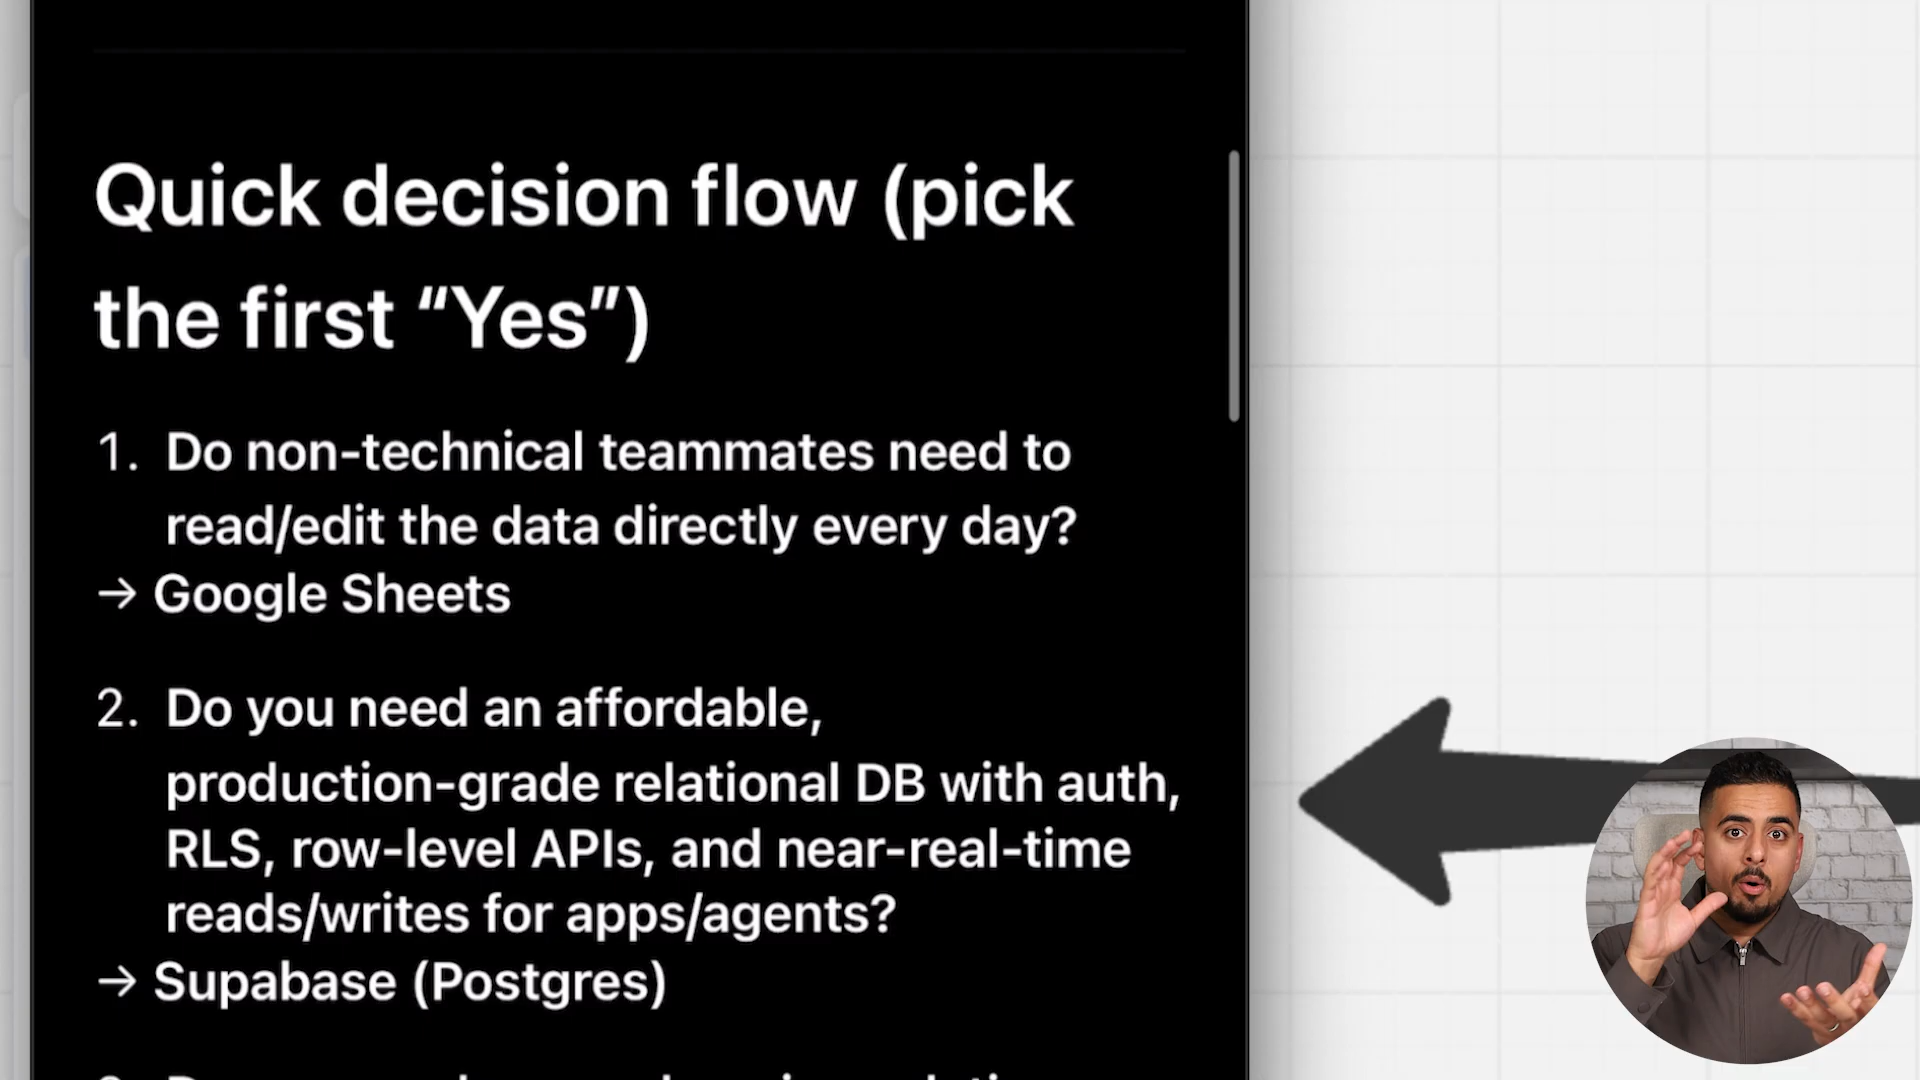 Quick decision flow (pick
the first “Yes”)
1. Do non-technical teammates need to
read/edit the data directly every day?
→ Google Sheets
2. Do you need an affordable,
production-grade relational DB with auth,
RLS, row-level APIs, and near-real-time
reads/writes for apps/agents?
→ Supabase (Postgres)